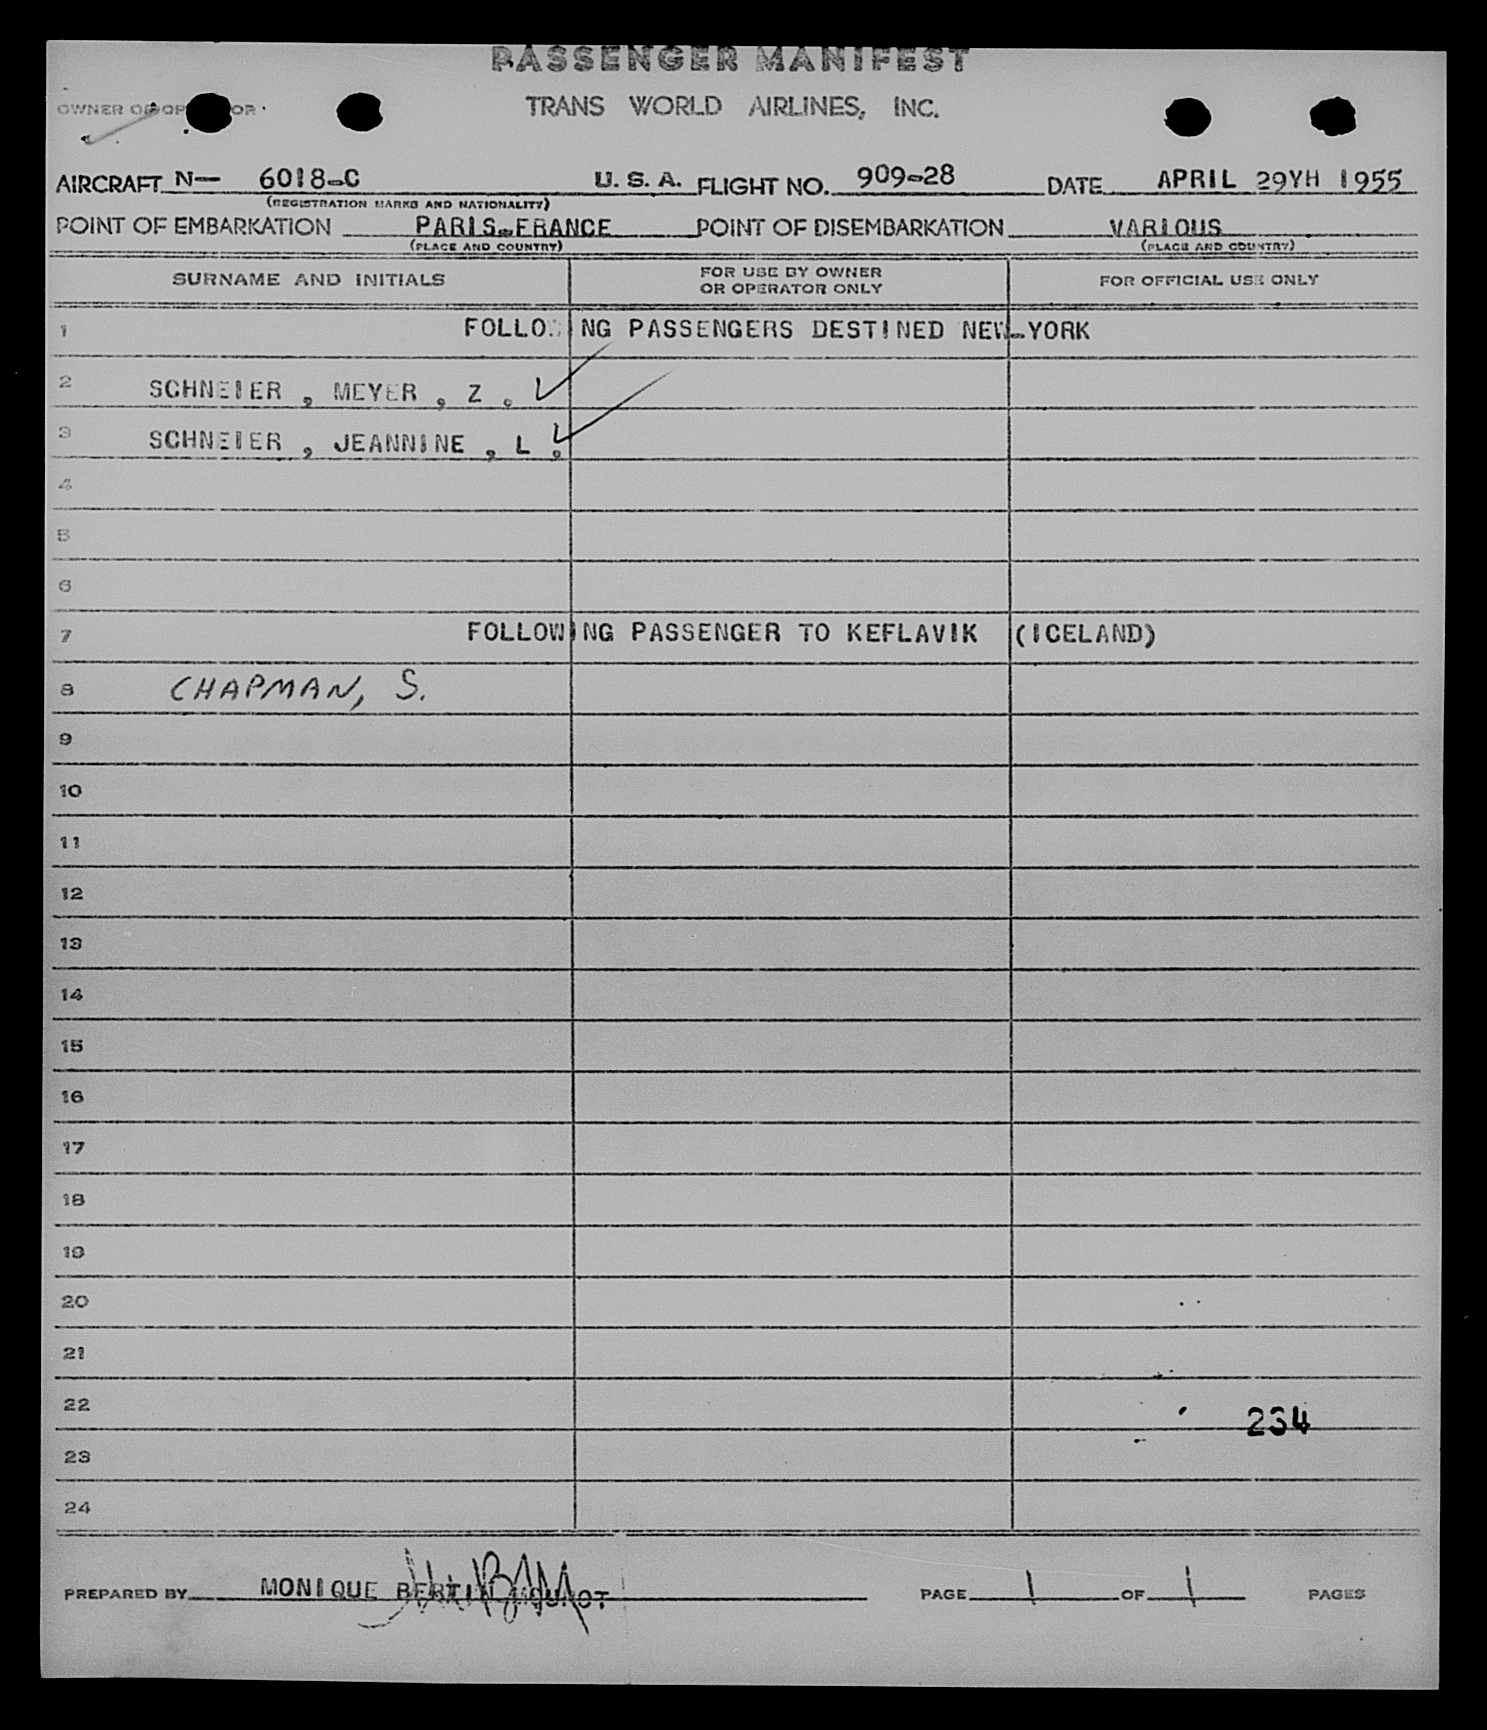 PASSENGER MANIFEST
OWNER OR OPERATOR
TRANS WORLD AIRLINES, INC.
AIRCRAFT N— 6018-C U. S. A. FLIGHT NO. 909-28 DATE APRIL 29YH 1955
(REGISTRATION MARKS AND NATIONALITY)
POINT OF EMBARKATION PARIS-FRANCE POINT OF DISEMBARKATION VARIOUS
(PLACE AND COUNTRY) (PLACE AND COUNTRY)
SURNAME AND INITIALS FOR USE BY OWNER OR OPERATOR ONLY FOR OFFICIAL USE ONLY
1 FOLLOWING PASSENGERS DESTINED NEW-YORK
2 SCHNEIER , MEYER , Z .
3 SCHNEIER , JEANNINE , L .
4
5
6
7 FOLLOWING PASSENGER TO KEFLAVIK (ICELAND)
8 CHAPMAN, S.
9
10
11
12
13
14
15
16
17
18
19
20
21
22 234
23
24
PREPARED BY MONIQUE BERTIN PAGE 1 OF 1 PAGES